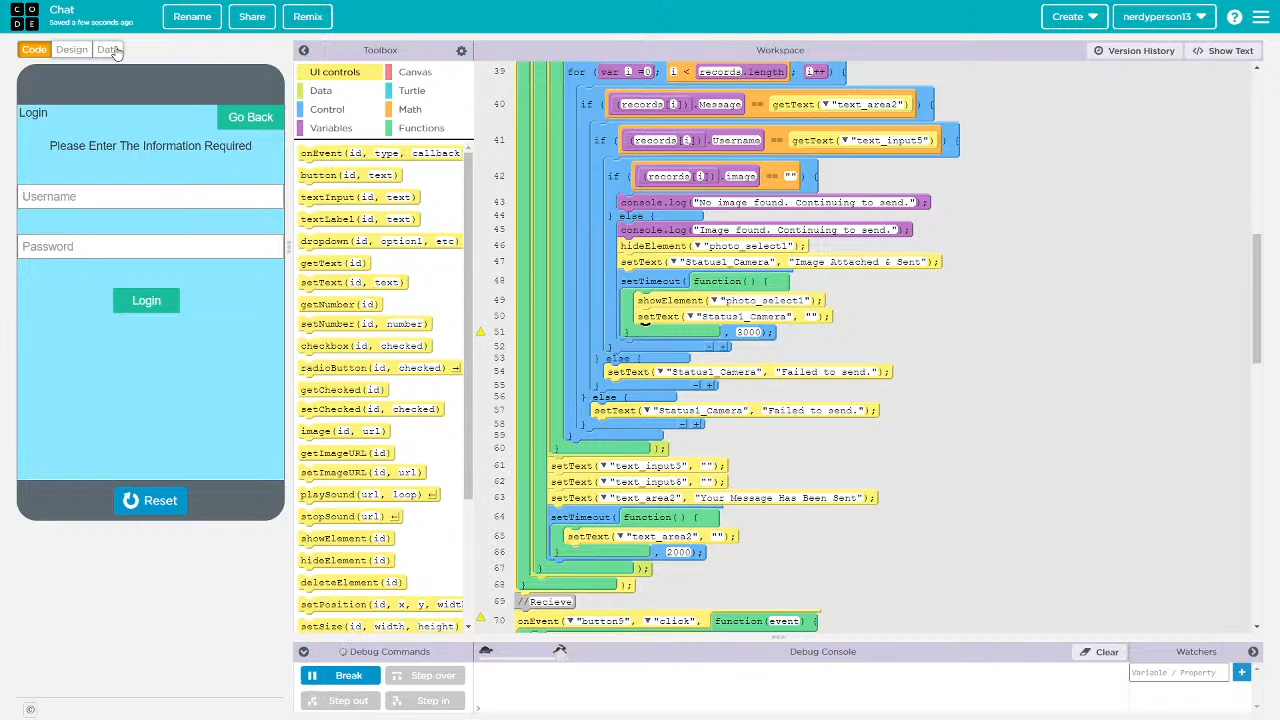 CO
DE
Chat
Saved a few seconds ago
Rename
Share
Remix
Create
nerdyperson13
?
Code
Design
Data
Toolbox
Workspace
Version History
</> Show Text
Login
Go Back
Please Enter The Information Required
Username
Password
Login
Reset
UI controls
Canvas
Data
Turtle
Control
Math
Variables
Functions
onEvent(id, type, callback
button(id, text)
textInput(id, text)
textLabel(id, text)
dropdown(id, option1, etc)
getText(id)
setText(id, text)
getNumber(id)
setNumber(id, number)
checkbox(id, checked)
radioButton(id, checked)
getChecked(id)
setChecked(id, checked)
image(id, url)
getImageURL(id)
setImageURL(id, url)
playSound(url, loop)
stopSound(url)
showElement(id)
hideElement(id)
deleteElement(id)
setPosition(id, x, y, width
setSize(id, width, height)
39 for (var i =0; i < records.length; i++) {
40 if ((records[i]).Message == getText("text_area2") ) {
41 if ((records[i]).Username == getText("text_input5") ) {
42 if ((records[i]).image == "" ) {
43 console.log("No image found. Continuing to send.");
44 } else {
45 console.log("Image found. Continuing to send.");
46 hideElement("photo_select1");
47 setText("Status1_Camera", "Image Attached & Sent");
48 setTimeout(function() {
49 showElement("photo_select1");
50 setText("Status1_Camera", "");
51 }, 3000);
52 }
53 } else {
54 setText("Status1_Camera", "Failed to send.");
55 }
56 } else {
57 setText("Status1_Camera", "Failed to send.");
58 }
59 }
60 });
61 setText("text_input5", "");
62 setText("text_input6", "");
63 setText("text_area2", "Your Message Has Been Sent");
64 setTimeout(function() {
65 setText("text_area2", "");
66 }, 2000);
67 });
68 });
69 //Recieve
70 onEvent("button9", "click", function(event) {
Debug Commands
Debug Console
Clear
Watchers
Break
Step over
Step out
Step in
Variable / Property
+
>